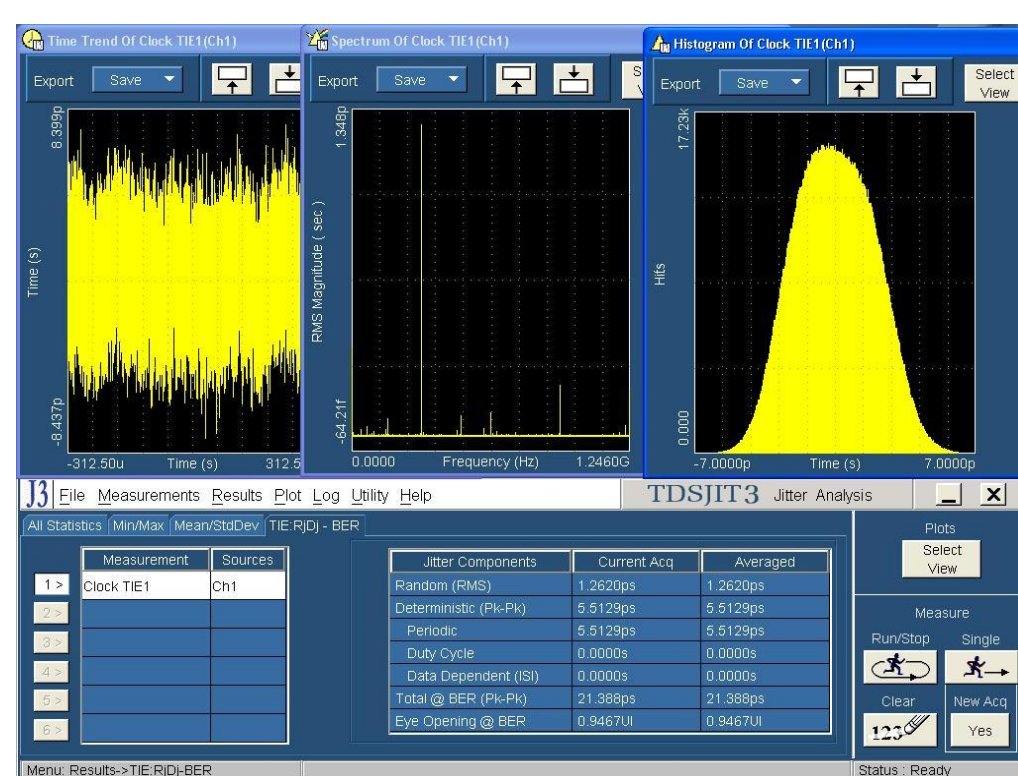 Time Trend Of Clock TIE1(Ch1)
Export Save
8.399p
Time (s)
-8.437p
-312.50u Time (s) 312.5
Spectrum Of Clock TIE1(Ch1)
Export Save
1.348p
RMS Magnitude ( sec )
-64.21f
0.0000 Frequency (Hz) 1.2460G
Histogram Of Clock TIE1(Ch1)
Export Save Select
View
17.23k
Hits
0.000
-7.0000p Time (s) 7.0000p
J3 File Measurements Results Plot Log Utility Help TDSJIT3 Jitter Analysis
All Statistics Min/Max Mean/StdDev TIE:RjDj - BER
Measurement Sources
1 > Clock TIE1 Ch1
2 >
3 >
4 >
5 >
6 >
Jitter Components Current Acq Averaged
Random (RMS) 1.2620ps 1.2620ps
Deterministic (Pk-Pk) 5.5129ps 5.5129ps
Periodic 5.5129ps 5.5129ps
Duty Cycle 0.0000s 0.0000s
Data Dependent (ISI) 0.0000s 0.0000s
Total @ BER (Pk-Pk) 21.388ps 21.388ps
Eye Opening @ BER 0.9467UI 0.9467UI
Plots
Select
View
Measure
Run/Stop Single
Clear New Acq
123 Yes
Menu: Results->TIE:RjDj-BER Status : Ready